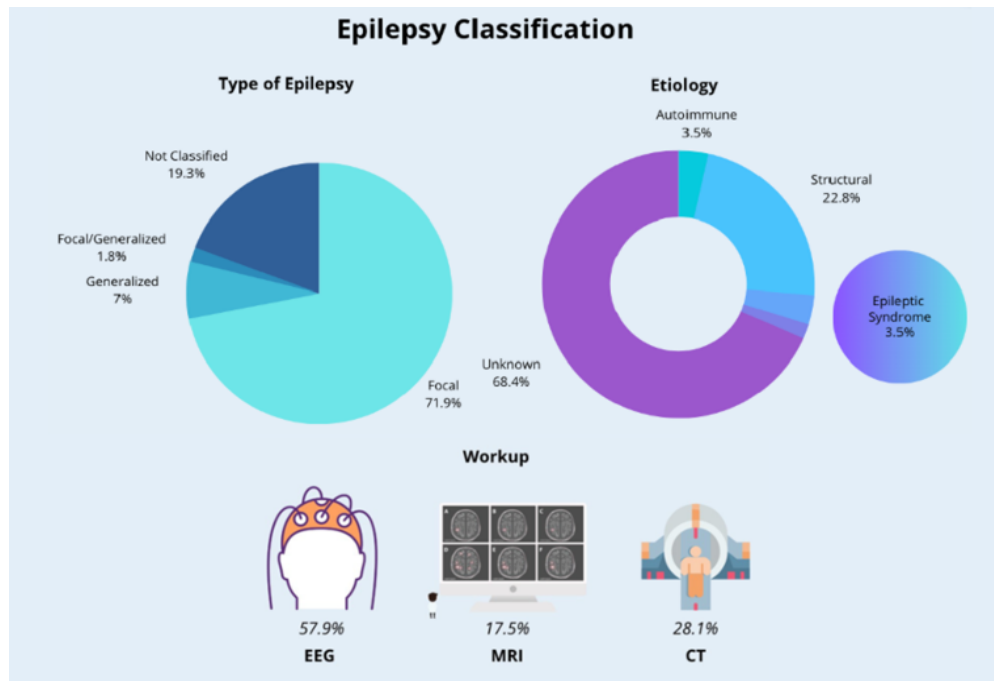 Epilepsy Classification
Type of Epilepsy
Not Classified
19.3%
Focal/Generalized
1.8%
Generalized
7%
Focal
71.9%
Etiology
Autoimmune
3.5%
Structural
22.8%
Unknown
68.4%
Epileptic
Syndrome
3.5%
Workup
A
B
C
D
E
F
57.9%
EEG
17.5%
MRI
28.1%
CT